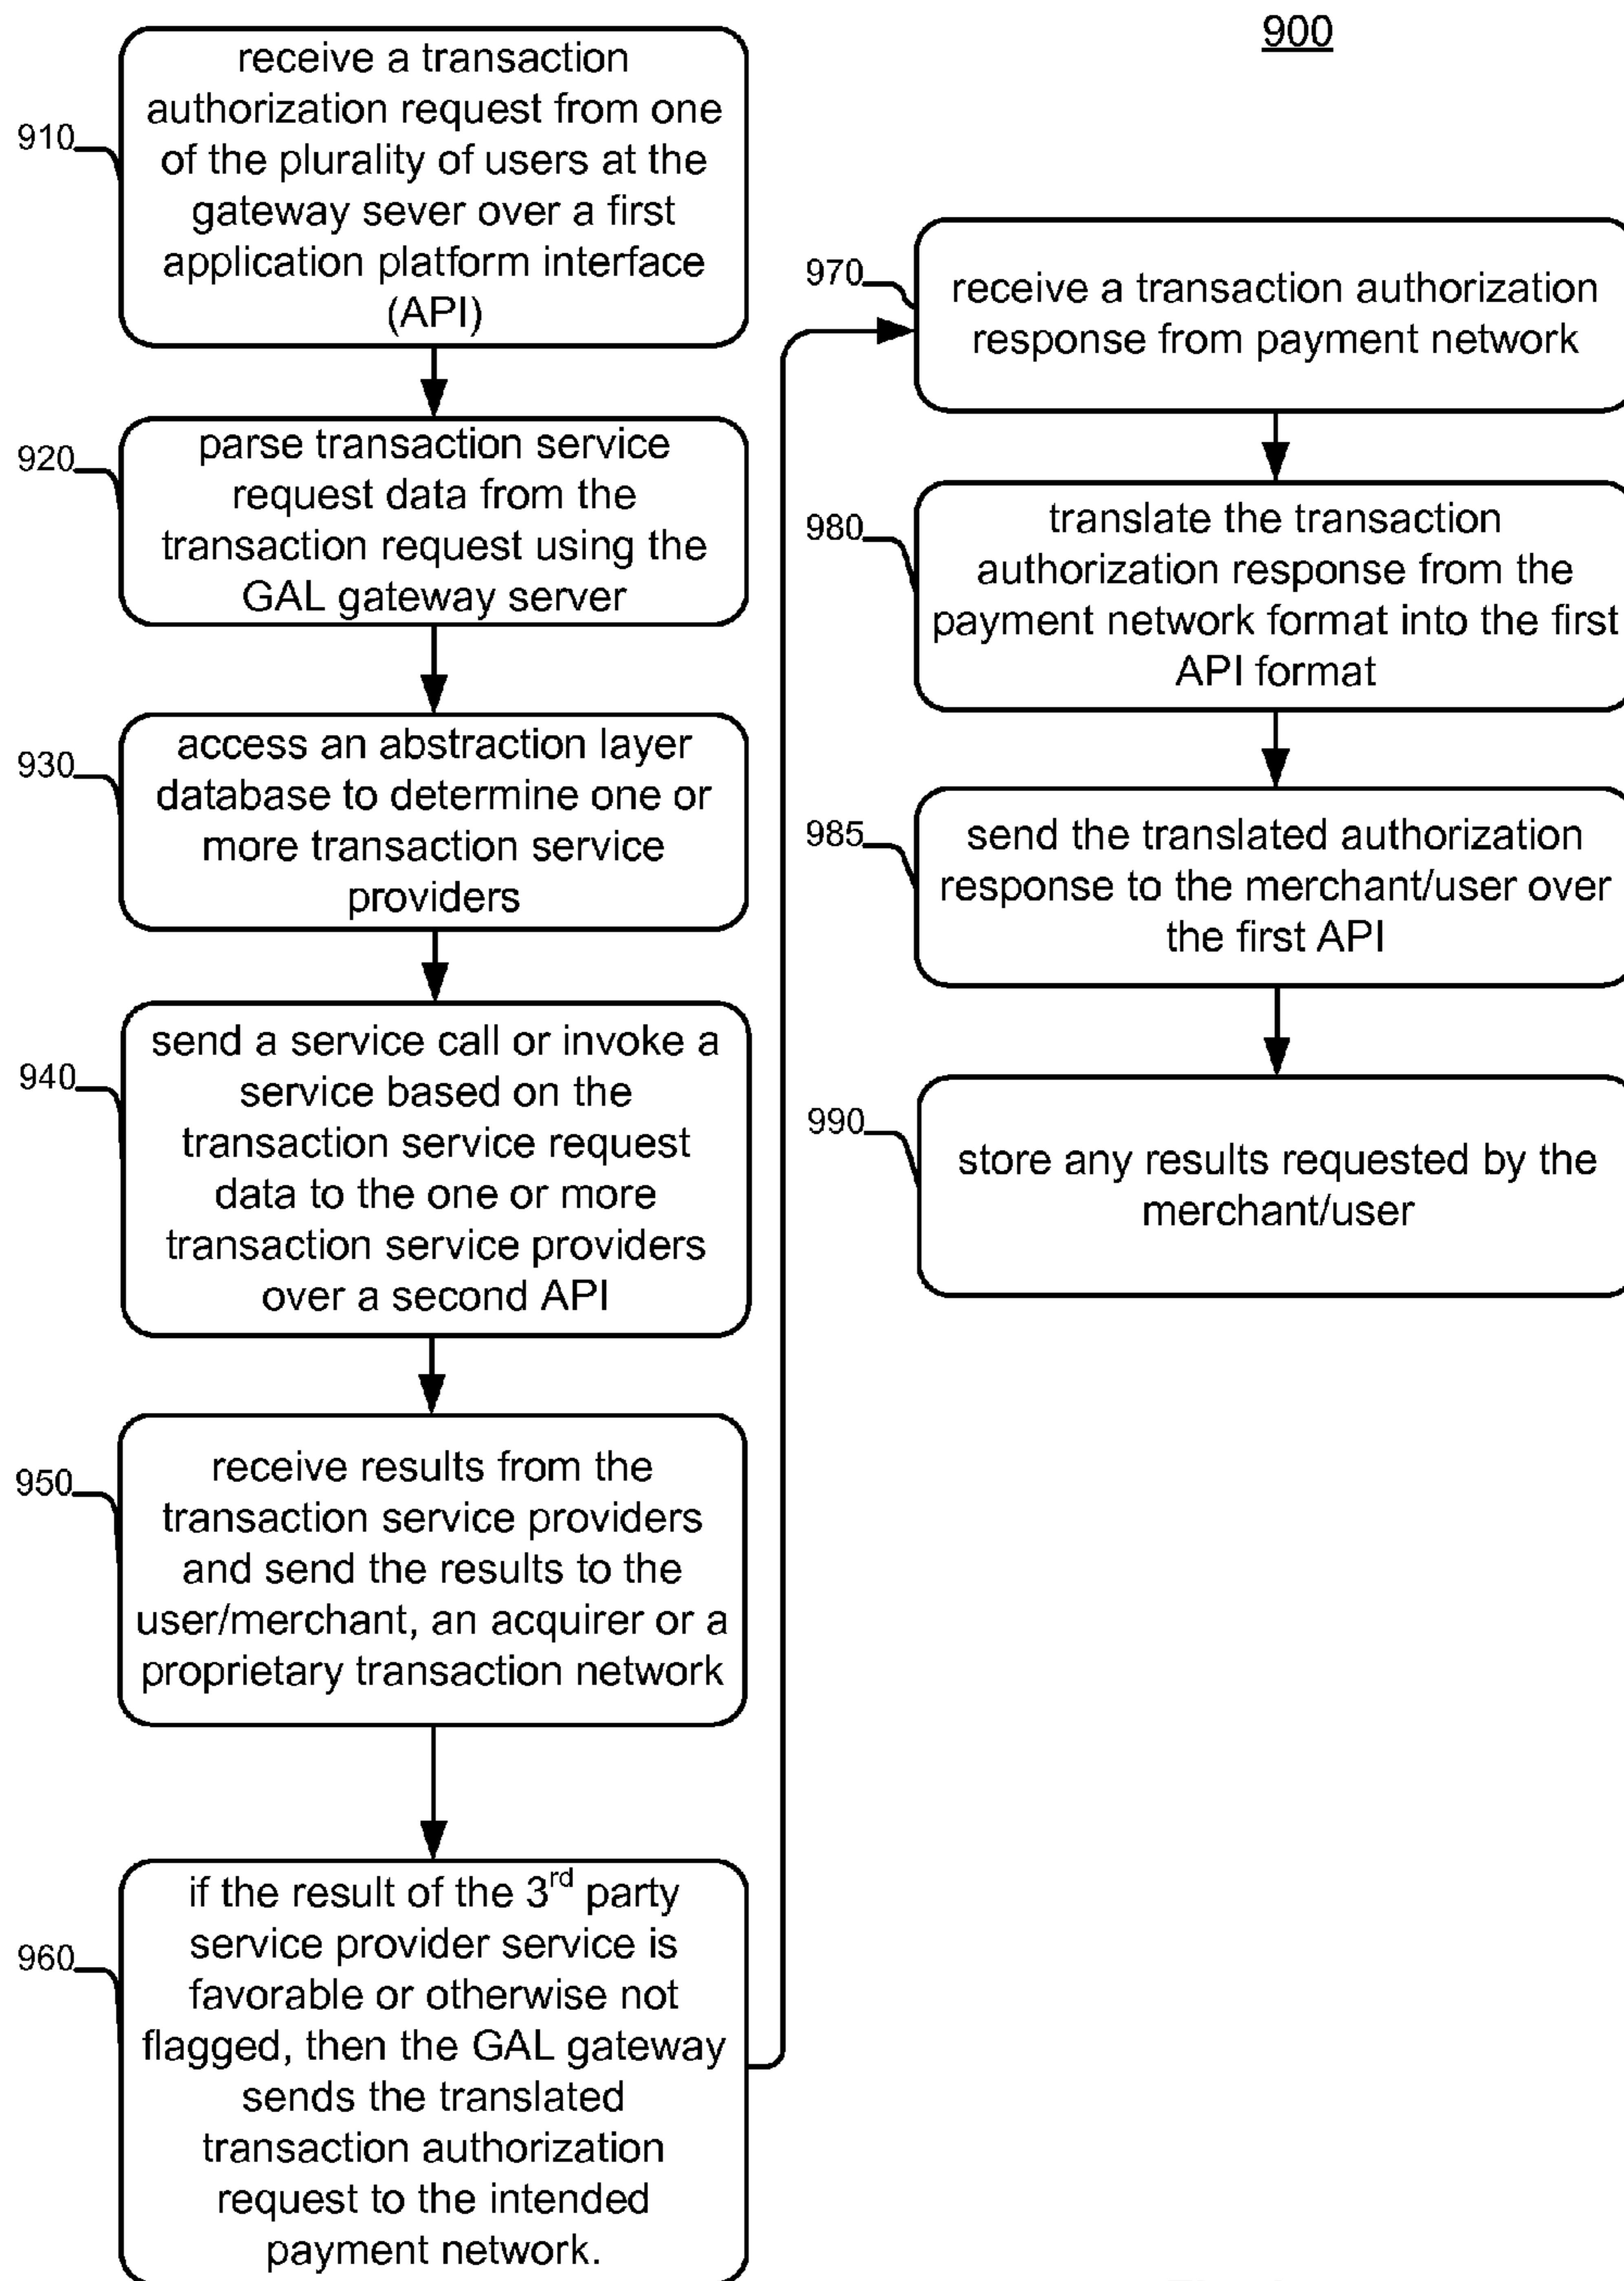 900
910
receive a transaction
authorization request from one
of the plurality of users at the
gateway sever over a first
application platform interface
(API)
920
parse transaction service
request data from the
transaction request using the
GAL gateway server
930
access an abstraction layer
database to determine one or
more transaction service
providers
940
send a service call or invoke a
service based on the
transaction service request
data to the one or more
transaction service providers
over a second API
950
receive results from the
transaction service providers
and send the results to the
user/merchant, an acquirer or a
proprietary transaction network
960
if the result of the 3rd party
service provider service is
favorable or otherwise not
flagged, then the GAL gateway
sends the translated
transaction authorization
request to the intended
payment network.
970
receive a transaction authorization
response from payment network
980
translate the transaction
authorization response from the
payment network format into the first
API format
985
send the translated authorization
response to the merchant/user over
the first API
990
store any results requested by the
merchant/user